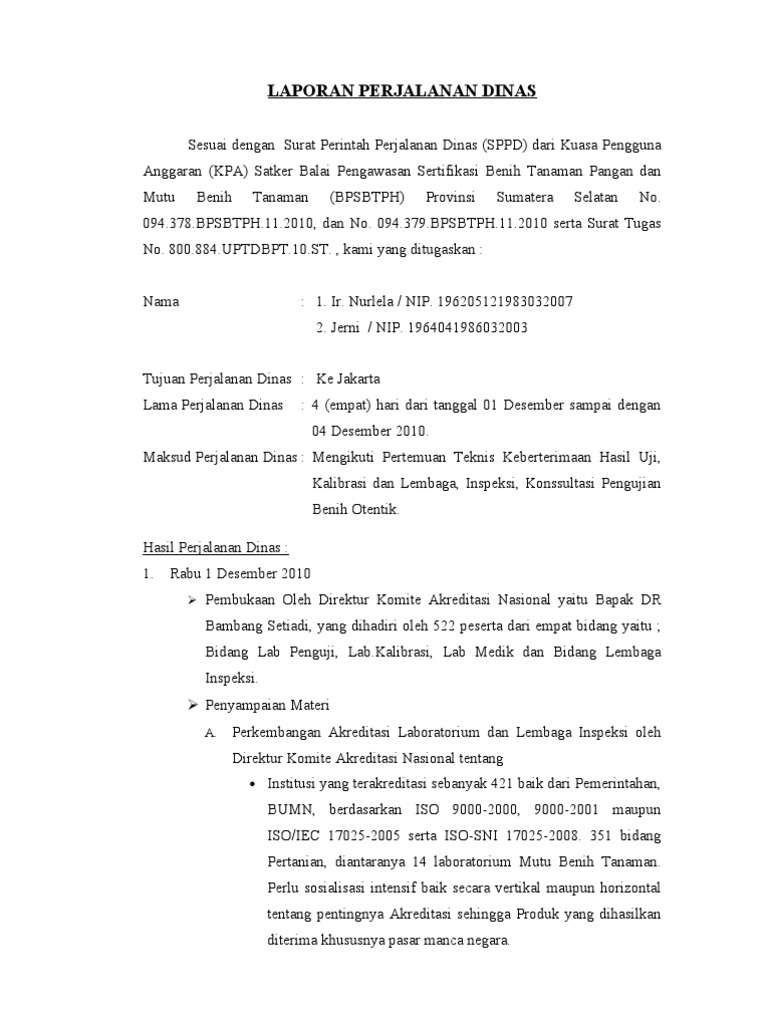 LAPORAN PERJALANAN DINAS
Sesuai dengan Surat Perintah Perjalanan Dinas (SPPD) dari Kuasa Pengguna
Anggaran (KPA) Satker Balai Pengawasan Sertifikasi Benih Tanaman Pangan dan
Mutu Benih Tanaman (BPSBTPH) Provinsi Sumatera Selatan No.
094.378.BPSBTPH.11.2010, dan No. 094.379.BPSBTPH.11.2010 serta Surat Tugas
No. 800.884.UPTDBPT.10.ST. , kami yang ditugaskan :
Nama : 1. Ir. Nurlela / NIP. 196205121983032007
2. Jerni / NIP. 1964041986032003
Tujuan Perjalanan Dinas : Ke Jakarta
Lama Perjalanan Dinas : 4 (empat) hari dari tanggal 01 Desember sampai dengan
04 Desember 2010.
Maksud Perjalanan Dinas : Mengikuti Pertemuan Teknis Keberterimaan Hasil Uji,
Kalibrasi dan Lembaga, Inspeksi, Konssultasi Pengujian
Benih Otentik.
Hasil Perjalanan Dinas :
1. Rabu 1 Desember 2010
➢ Pembukaan Oleh Direktur Komite Akreditasi Nasional yaitu Bapak DR
Bambang Setiadi, yang dihadiri oleh 522 peserta dari empat bidang yaitu ;
Bidang Lab Penguji, Lab.Kalibrasi, Lab Medik dan Bidang Lembaga
Inspeksi.
➢ Penyampaian Materi
A. Perkembangan Akreditasi Laboratorium dan Lembaga Inspeksi oleh
Direktur Komite Akreditasi Nasional tentang
• Institusi yang terakreditasi sebanyak 421 baik dari Pemerintahan,
BUMN, berdasarkan ISO 9000-2000, 9000-2001 maupun
ISO/IEC 17025-2005 serta ISO-SNI 17025-2008. 351 bidang
Pertanian, diantaranya 14 laboratorium Mutu Benih Tanaman.
Perlu sosialisasi intensif baik secara vertikal maupun horizontal
tentang pentingnya Akreditasi sehingga Produk yang dihasilkan
diterima khususnya pasar manca negara.